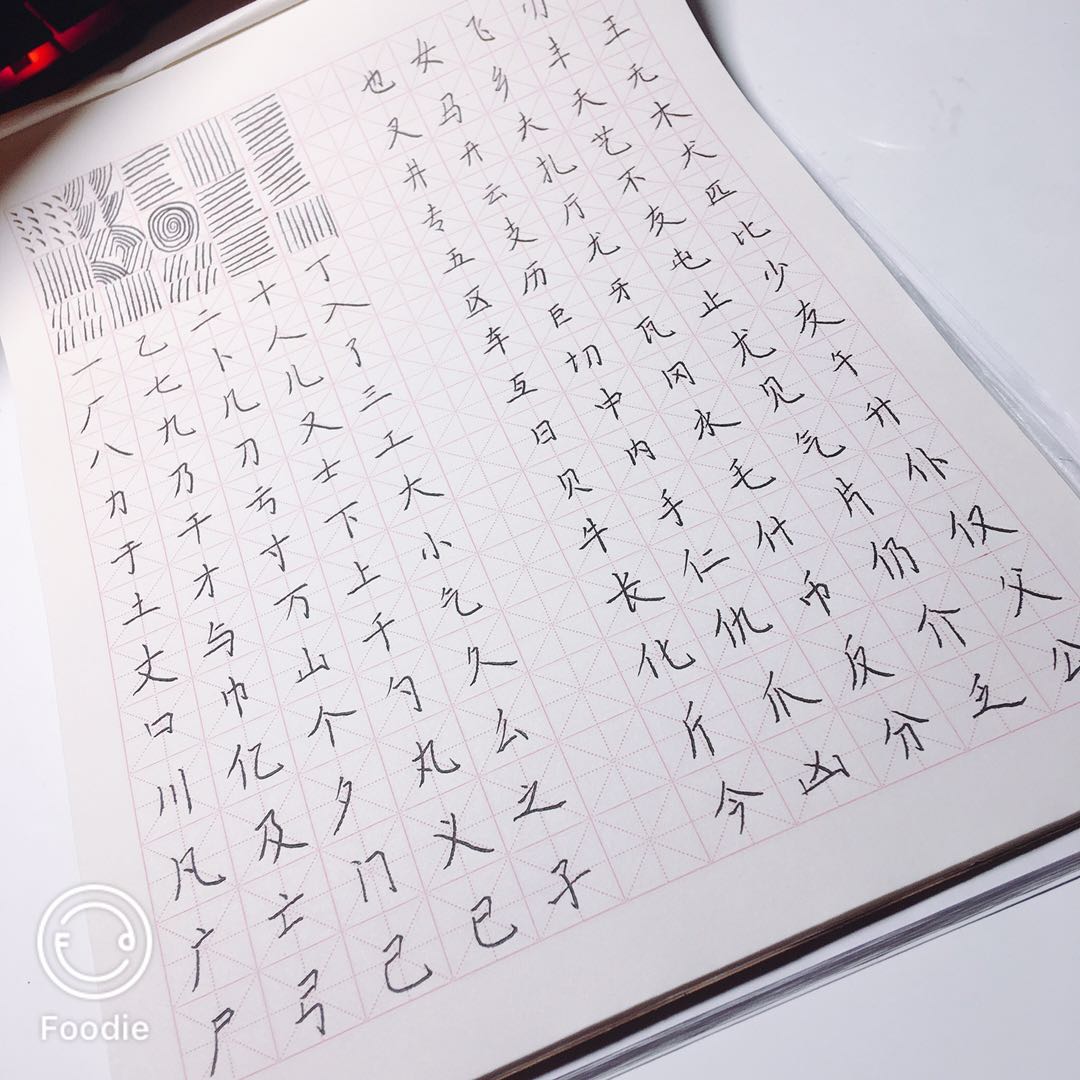 一乙二十丁
厂七卜人入
八九几儿了
力乃刀又三
于干亏士工
土才寸下大
丈与万上小
口巾山千乞
川亿个勺久
凡及夕丸么
广亡门义之
尸弓己已子
也女飞
叉马乡丰王
井开夫天无
专云扎艺木
五支厅不犬
区历尤友匹
车巨牙屯比
互切瓦止少
日中冈尤友
贝内水见午
牛手毛气升
长仁什片仆
化仇币仍仅
斤爪反介父
今凶分乏公
Foodie